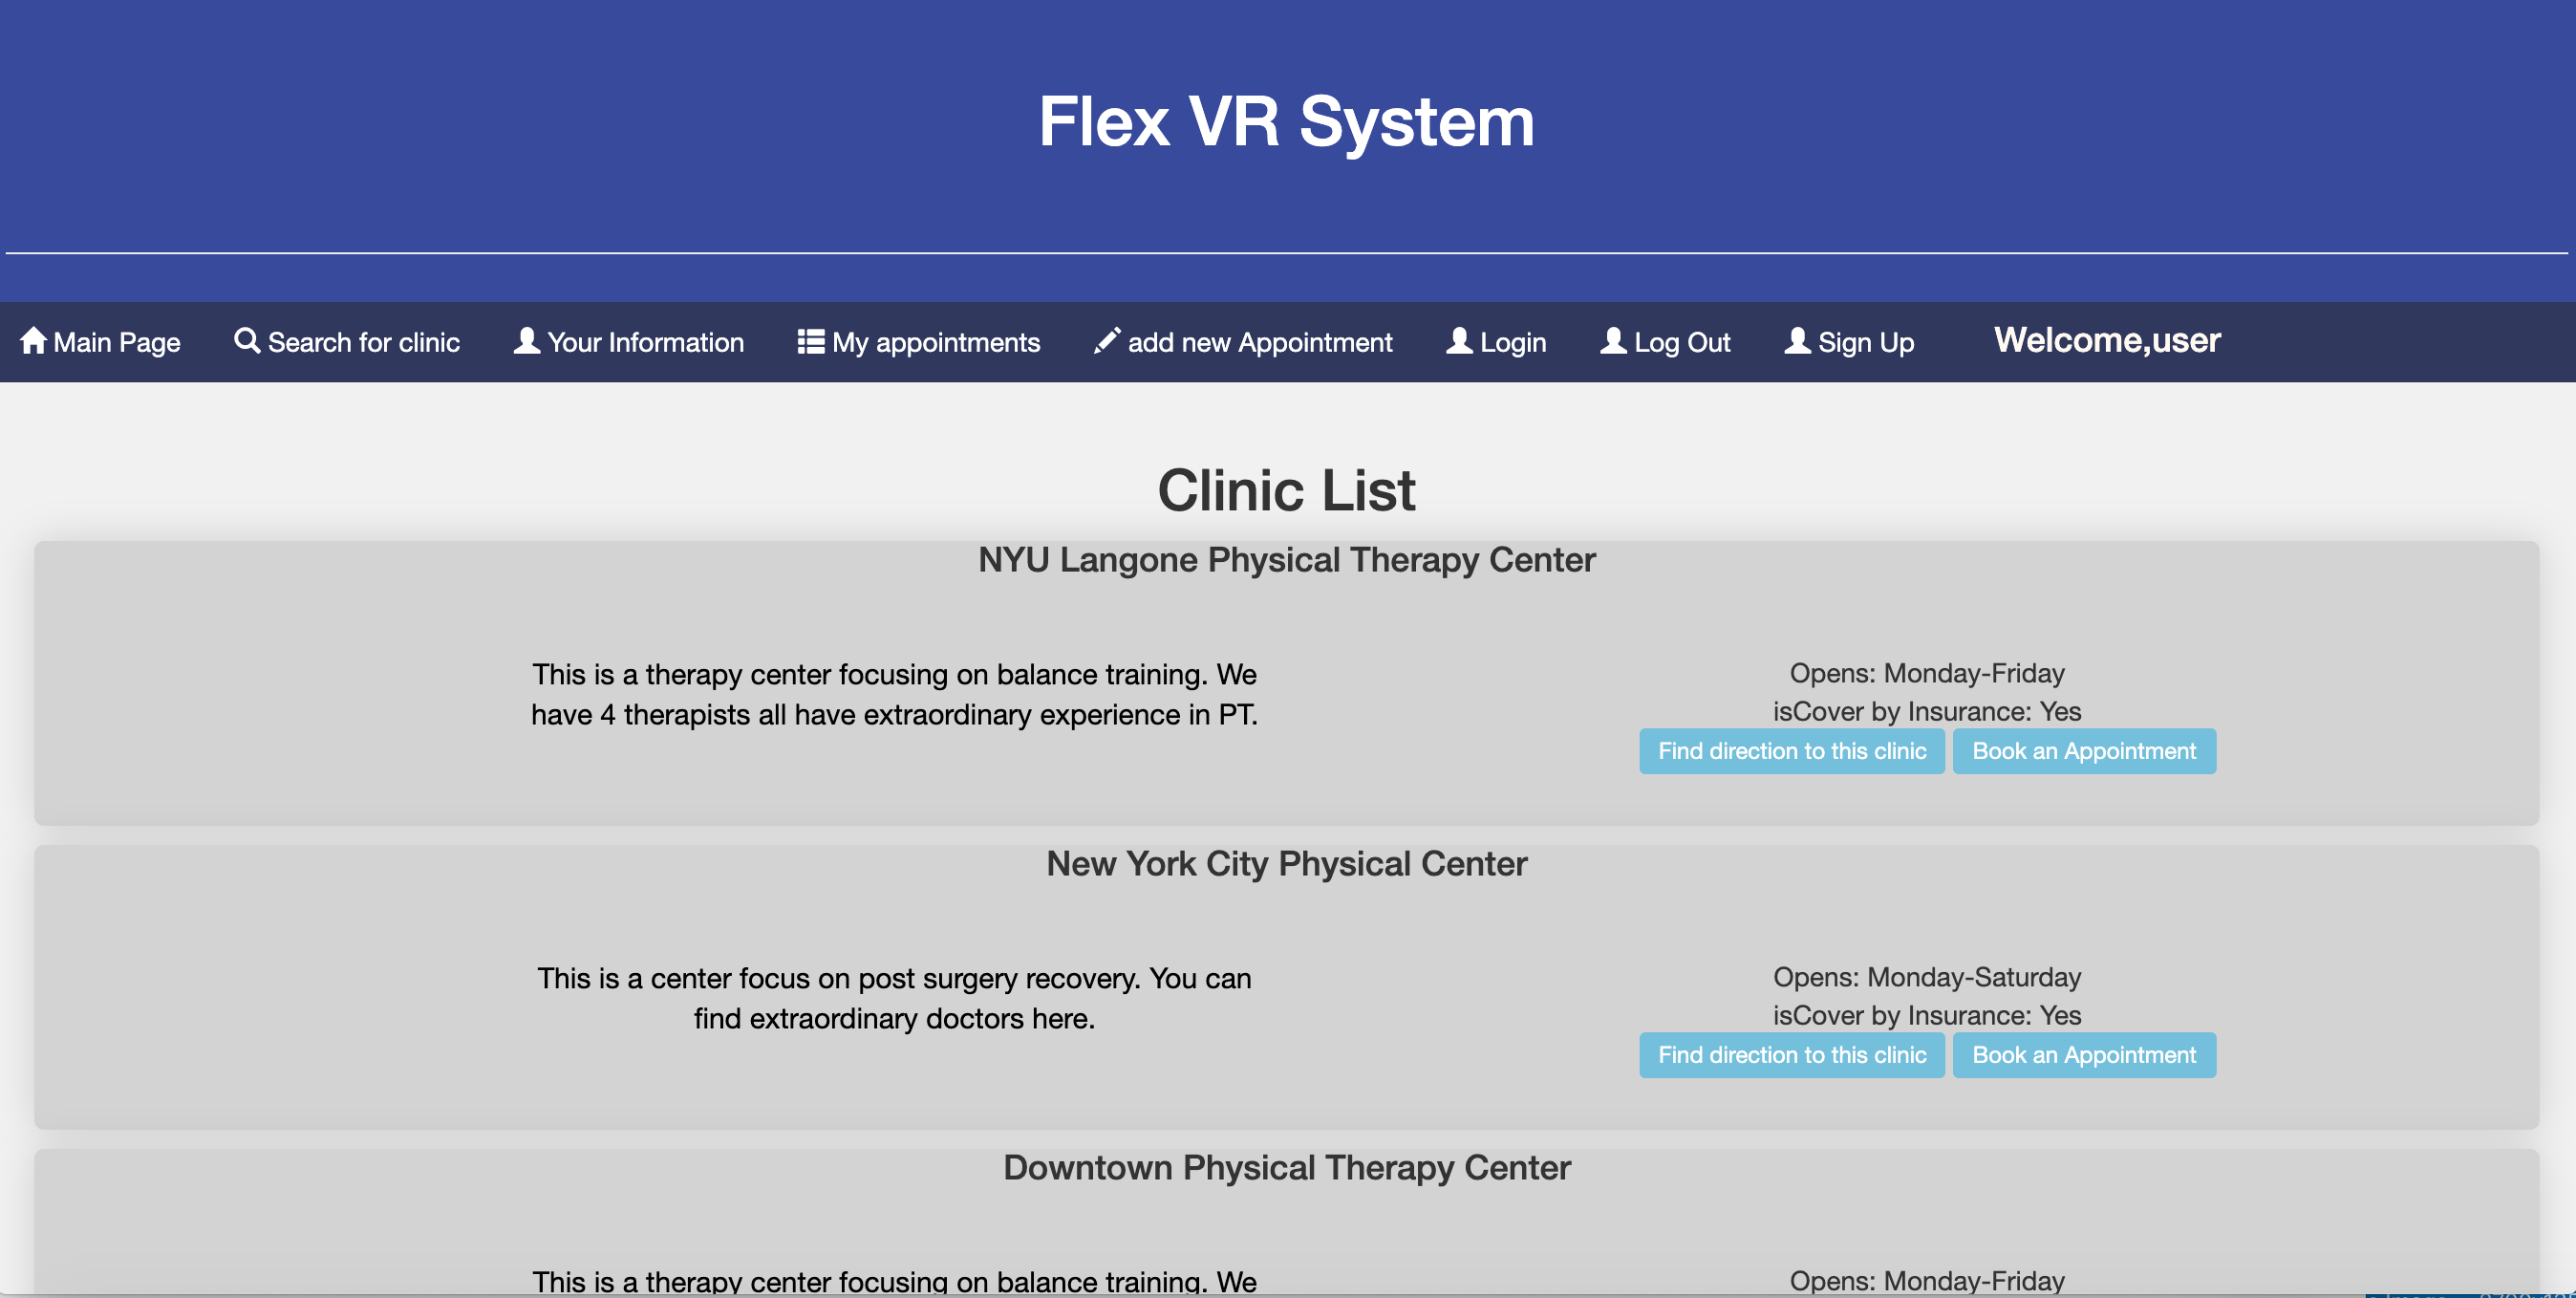 Flex VR System
Main Page Search for clinic Your Information My appointments add new Appointment Login Log Out Sign Up Welcome,user
Clinic List
NYU Langone Physical Therapy Center
This is a therapy center focusing on balance training. We
have 4 therapists all have extraordinary experience in PT.
Opens: Monday-Friday
isCover by Insurance: Yes
Find direction to this clinic Book an Appointment
New York City Physical Center
This is a center focus on post surgery recovery. You can
find extraordinary doctors here.
Opens: Monday-Saturday
isCover by Insurance: Yes
Find direction to this clinic Book an Appointment
Downtown Physical Therapy Center
This is a therapy center focusing on balance training. We
Opens: Monday-Friday